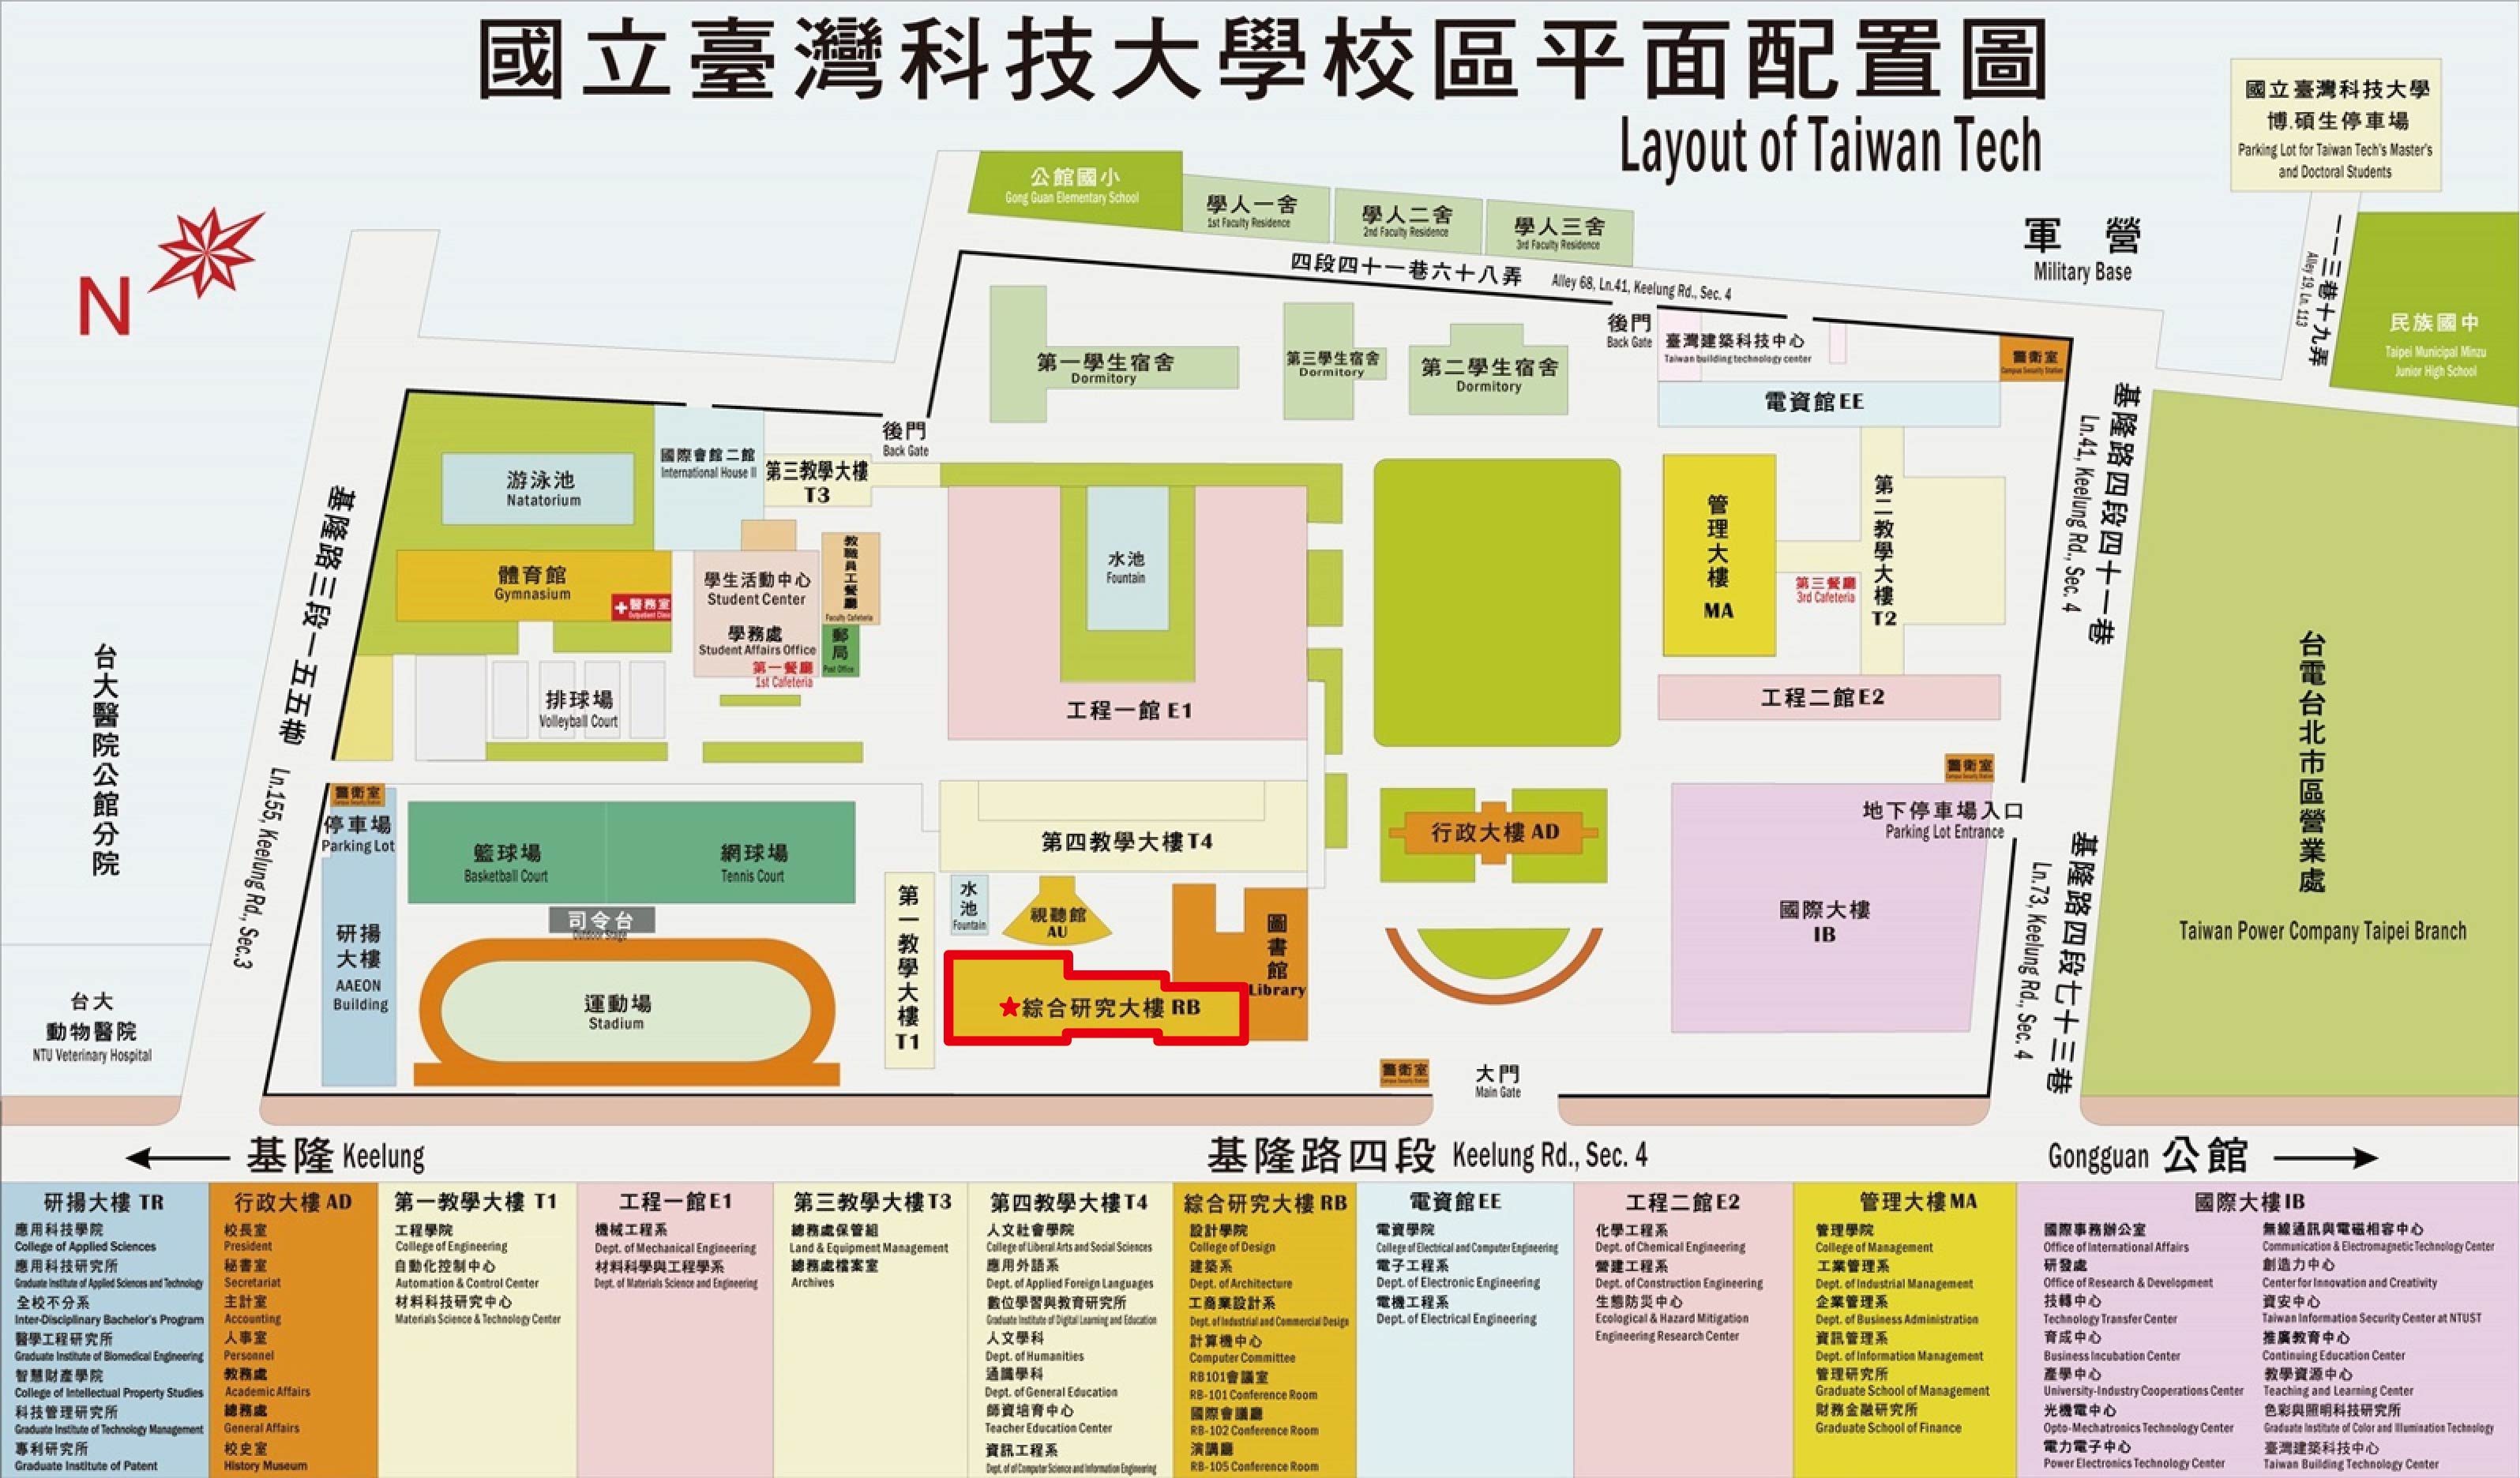 國立臺灣科技大學校區平面配置圖
Layout of Taiwan Tech
國立臺灣科技大學
博.碩生停車場
Parking Lot for Taiwan Tech's Master's
and Doctoral Students
N
公館國小
Gong Guan Elementary School
學人一舍
1st Faculty Residence
學人二舍
2nd Faculty Residence
學人三舍
3rd Faculty Residence
軍營
Military Base
一一三巷十九弄
Alley 19, Ln. 113
民族國中
Taipei Municipal Minzu
Junior High School
四段四十一巷六十八弄 Alley 68, Ln.41, Keelung Rd., Sec. 4
第一學生宿舍
Dormitory
第三學生宿舍
Dormitory
第二學生宿舍
Dormitory
後門
Back Gate
臺灣建築科技中心
Taiwan building technology center
警衛室
Campus Security Station
電資館EE
後門
Back Gate
游泳池
Natatorium
國際會館二館
International House II
第三教學大樓
T3
基隆路三段一五五巷 Ln.155, Keelung Rd., Sec.3
體育館
Gymnasium
醫務室
Outpatient Clinic
學生活動中心
Student Center
學務處
Student Affairs Office
第一餐廳
1st Cafeteria
教職員工餐廳
Faculty Cafeteria
郵局
Post Office
水池
Fountain
工程一館 E1
管理大樓
MA
第二教學大樓
T2
第三餐廳
3rd Cafeteria
工程二館E2
基隆路四段四十一巷
Ln.41, Keelung Rd., Sec. 4
台電台北市區營業處
Taiwan Power Company Taipei Branch
台大醫院公館分院
排球場
Volleyball Court
警衛室
Campus Security Station
停車場
Parking Lot
籃球場
Basketball Court
網球場
Tennis Court
司令台
Outdoor Stage
研揚
大樓
AAEON
Building
運動場
Stadium
第一教學大樓
T1
第四教學大樓T4
水池
Fountain
視聽館
AU
圖書館
Library
★綜合研究大樓 RB
行政大樓 AD
警衛室
Campus Security Station
地下停車場入口
Parking Lot Entrance
國際大樓
IB
基隆路四段七十三巷
Ln.73, Keelung Rd., Sec. 4
台大
動物醫院
NTU Veterinary Hospital
警衛室
Campus Security Station
大門
Main Gate
基隆 Keelung
基隆路四段 Keelung Rd., Sec. 4
Gongguan 公館
研揚大樓 TR
應用科技學院
College of Applied Sciences
應用科技研究所
Graduate Institute of Applied Sciences and Technology
全校不分系
Inter-Disciplinary Bachelor's Program
醫學工程研究所
Graduate Institute of Biomedical Engineering
智慧財產學院
College of Intellectual Property Studies
科技管理研究所
Graduate Institute of Technology Management
專利研究所
Graduate Institute of Patent
行政大樓 AD
校長室
President
秘書室
Secretariat
主計室
Accounting
人事室
Personnel
教務處
Academic Affairs
總務處
General Affairs
校史室
History Museum
第一教學大樓 T1
工程學院
College of Engineering
自動化控制中心
Automation & Control Center
材料科技研究中心
Materials Science & Technology Center
工程一館E1
機械工程系
Dept. of Mechanical Engineering
材料科學與工程學系
Dept. of Materials Science and Engineering
第三教學大樓T3
總務處保管組
Land & Equipment Management
總務處檔案室
Archives
第四教學大樓T4
人文社會學院
College of Liberal Arts and Social Sciences
應用外語系
Dept. of Applied Foreign Languages
數位學習與教育研究所
Graduate Institute of Digital Learning and Education
人文學科
Dept. of Humanities
通識學科
Dept. of General Education
師資培育中心
Teacher Education Center
資訊工程系
Dept. of of Computer Science and Information Engineering
綜合研究大樓RB
設計學院
College of Design
建築系
Dept. of Architecture
工商業設計系
Dept. of Industrial and Commercial Design
計算機中心
Computer Committee
RB101會議室
RB-101 Conference Room
國際會議廳
RB-102 Conference Room
演講廳
RB-105 Conference Room
電資館EE
電資學院
College of Electrical and Computer Engineering
電子工程系
Dept. of Electronic Engineering
電機工程系
Dept. of Electrical Engineering
工程二館E2
化學工程系
Dept. of Chemical Engineering
營建工程系
Dept. of Construction Engineering
生態防災中心
Ecological & Hazard Mitigation
Engineering Research Center
管理大樓MA
管理學院
College of Management
工業管理系
Dept. of Industrial Management
企業管理系
Dept. of Business Administration
資訊管理系
Dept. of Information Management
管理研究所
Graduate School of Management
財務金融研究所
Graduate School of Finance
國際大樓IB
國際事務辦公室
Office of International Affairs
研發處
Office of Research & Development
技轉中心
Technology Transfer Center
育成中心
Business Incubation Center
產學中心
University-Industry Cooperations Center
光機電中心
Opto-Mechatronics Technology Center
電力電子中心
Power Electronics Technology Center
無線通訊與電磁相容中心
Communication & Electromagnetic Technology Center
創造力中心
Center for Innovation and Creativity
資安中心
Taiwan Information Security Center at NTUST
推廣教育中心
Continuing Education Center
教學資源中心
Teaching and Learning Center
色彩與照明科技研究所
Graduate Institute of Color and Illumination Technology
臺灣建築科技中心
Taiwan Building Technology Center